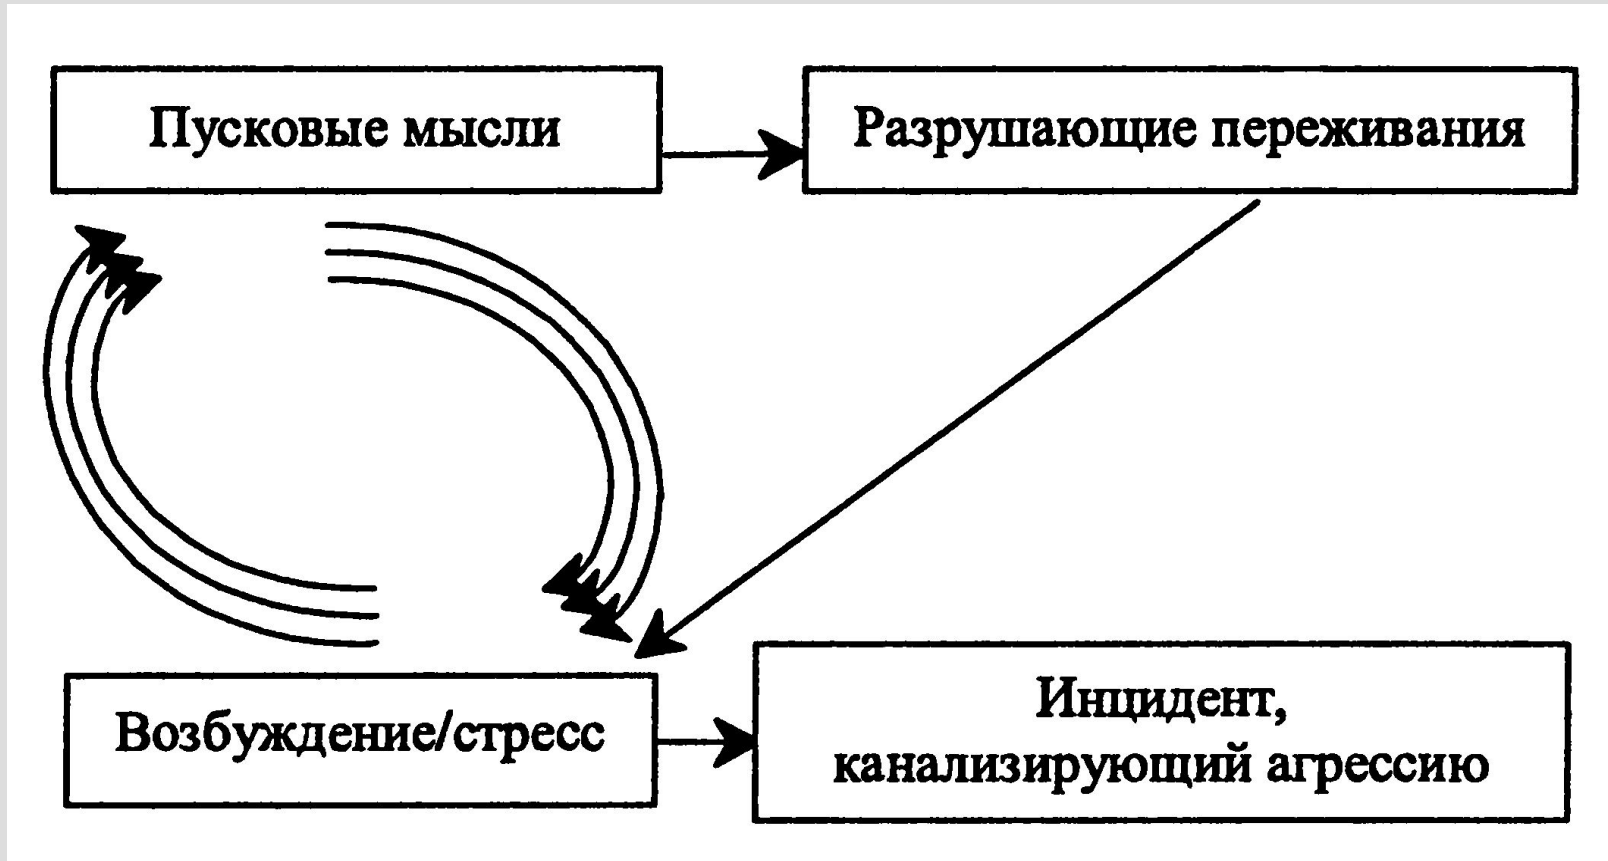 Пусковые мысли
Разрушающие переживания
Возбуждение/стресс
Инцидент,
канализирующий агрессию